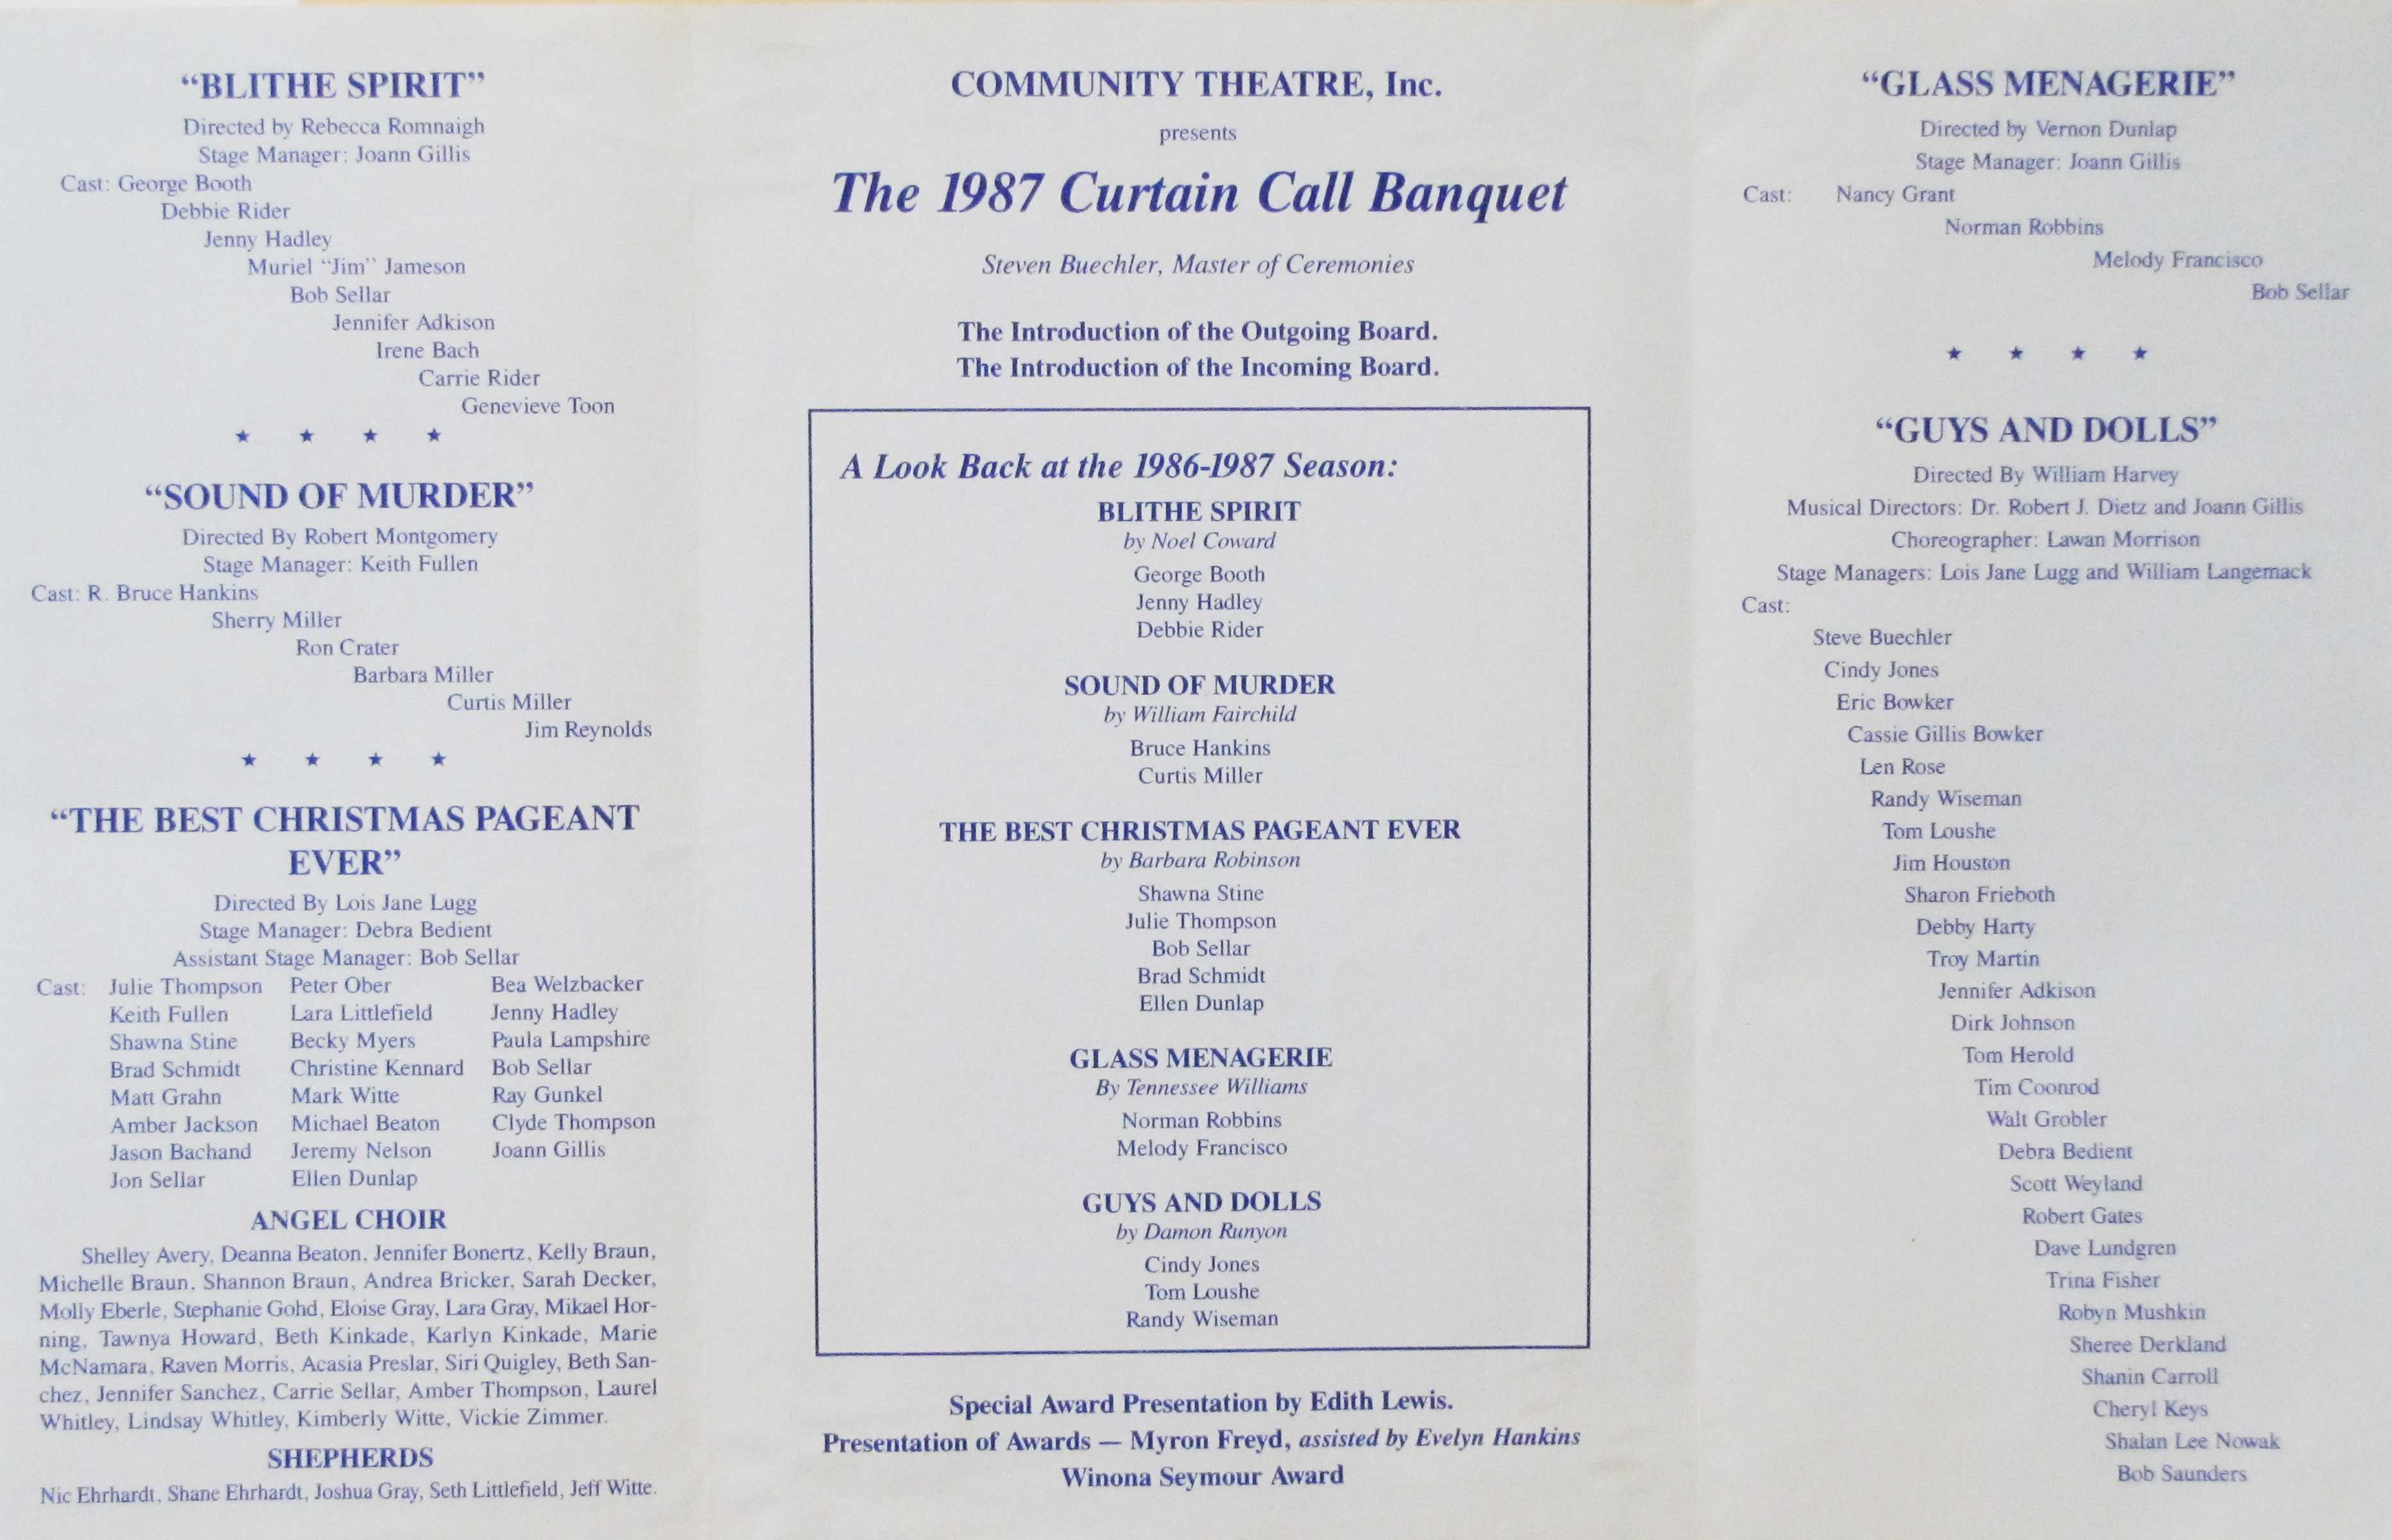 “BLITHE SPIRIT”
Directed by Rebecca Romnaigh
Stage Manager: Joann Gillis
Cast: George Booth
Debbie Rider
Jenny Hadley
Muriel “Jim” Jameson
Bob Sellar
Jennifer Adkison
Irene Bach
Carrie Rider
Genevieve Toon
★ ★ ★ ★
“SOUND OF MURDER”
Directed By Robert Montgomery
Stage Manager: Keith Fullen
Cast: R. Bruce Hankins
Sherry Miller
Ron Crater
Barbara Miller
Curtis Miller
Jim Reynolds
★ ★ ★ ★
“THE BEST CHRISTMAS PAGEANT
EVER”
Directed By Lois Jane Lugg
Stage Manager: Debra Bedient
Assistant Stage Manager: Bob Sellar
Cast: Julie Thompson Peter Ober Bea Welzbacker
Keith Fullen Lara Littlefield Jenny Hadley
Shawna Stine Becky Myers Paula Lampshire
Brad Schmidt Christine Kennard Bob Sellar
Matt Grahn Mark Witte Ray Gunkel
Amber Jackson Michael Beaton Clyde Thompson
Jason Bachand Jeremy Nelson Joann Gillis
Jon Sellar Ellen Dunlap
ANGEL CHOIR
Shelley Avery, Deanna Beaton, Jennifer Bonertz, Kelly Braun,
Michelle Braun, Shannon Braun, Andrea Bricker, Sarah Decker,
Molly Eberle, Stephanie Gohd, Eloise Gray, Lara Gray, Mikael Hor-
ning, Tawnya Howard, Beth Kinkade, Karlyn Kinkade, Marie
McNamara, Raven Morris, Acasia Preslar, Siri Quigley, Beth San-
chez, Jennifer Sanchez, Carrie Sellar, Amber Thompson, Laurel
Whitley, Lindsay Whitley, Kimberly Witte, Vickie Zimmer.
SHEPHERDS
Nic Ehrhardt, Shane Ehrhardt, Joshua Gray, Seth Littlefield, Jeff Witte.
COMMUNITY THEATRE, Inc.
presents
The 1987 Curtain Call Banquet
Steven Buechler, Master of Ceremonies
The Introduction of the Outgoing Board.
The Introduction of the Incoming Board.
A Look Back at the 1986-1987 Season:
BLITHE SPIRIT
by Noel Coward
George Booth
Jenny Hadley
Debbie Rider
SOUND OF MURDER
by William Fairchild
Bruce Hankins
Curtis Miller
THE BEST CHRISTMAS PAGEANT EVER
by Barbara Robinson
Shawna Stine
Julie Thompson
Bob Sellar
Brad Schmidt
Ellen Dunlap
GLASS MENAGERIE
By Tennessee Williams
Norman Robbins
Melody Francisco
GUYS AND DOLLS
by Damon Runyon
Cindy Jones
Tom Loushe
Randy Wiseman
Special Award Presentation by Edith Lewis.
Presentation of Awards — Myron Freyd, assisted by Evelyn Hankins
Winona Seymour Award
“GLASS MENAGERIE”
Directed by Vernon Dunlap
Stage Manager: Joann Gillis
Cast: Nancy Grant
Norman Robbins
Melody Francisco
Bob Sellar
★ ★ ★ ★
“GUYS AND DOLLS”
Directed By William Harvey
Musical Directors: Dr. Robert J. Dietz and Joann Gillis
Choreographer: Lawan Morrison
Stage Managers: Lois Jane Lugg and William Langemack
Cast:
Steve Buechler
Cindy Jones
Eric Bowker
Cassie Gillis Bowker
Len Rose
Randy Wiseman
Tom Loushe
Jim Houston
Sharon Frieboth
Debby Harty
Troy Martin
Jennifer Adkison
Dirk Johnson
Tom Herold
Tim Coonrod
Walt Grobler
Debra Bedient
Scott Weyland
Robert Gates
Dave Lundgren
Trina Fisher
Robyn Mushkin
Sheree Derkland
Shanin Carroll
Cheryl Keys
Shalan Lee Nowak
Bob Saunders